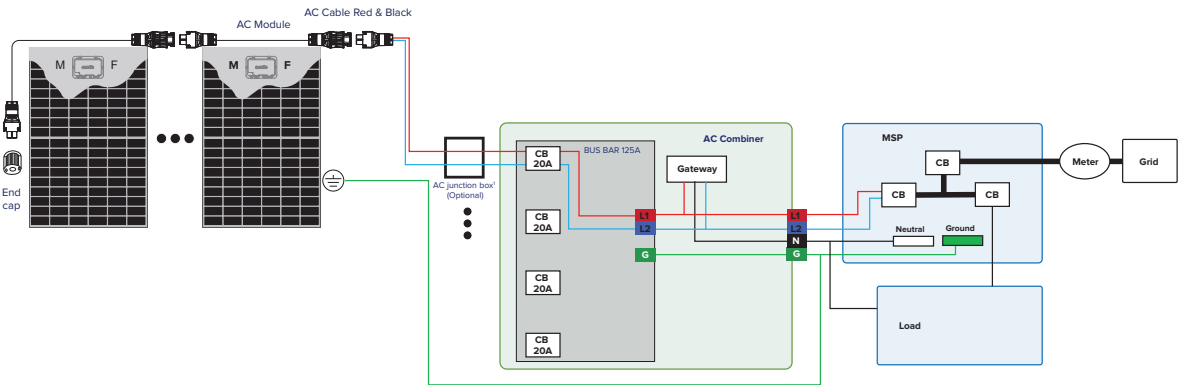 AC Cable Red & Black
AC Module
M F
M F
End
cap
AC junction box¹
(Optional)
AC Combiner
BUS BAR 125A
CB
20A
CB
20A
CB
20A
CB
20A
Gateway
L1
L2
G
L1
L2
N
G
MSP
CB
CB
CB
Neutral
Ground
Load
Meter
Grid